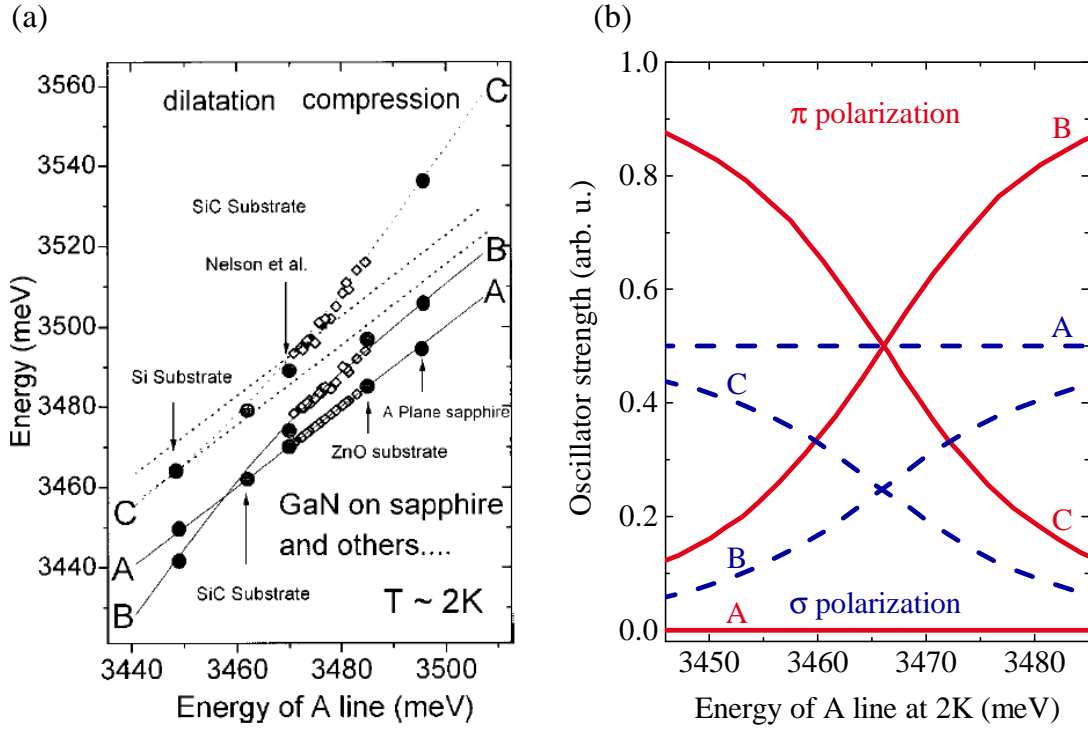 (a)
(b)
3560
3540
3520
3500
3480
3460
3440
Energy (meV)
dilatation compression
C
SiC Substrate
Nelson et al.
B
A
Si Substrate
A Plane sapphire
ZnO substrate
C
GaN on sapphire
and others....
A
SiC Substrate
B
T ~ 2K
3440 3460 3480 3500
Energy of A line (meV)
1.0
0.8
0.6
0.4
0.2
0.0
Oscillator strength (arb. u.)
π polarization
B
A
C
C
B
σ polarization
A
3450 3460 3470 3480
Energy of A line at 2K (meV)